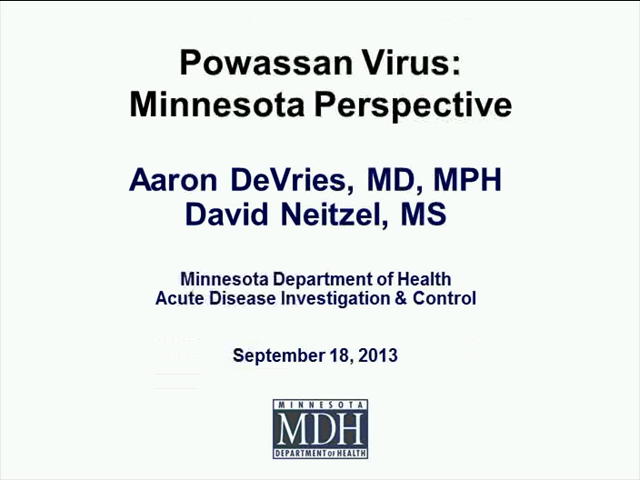 Powassan Virus:
Minnesota Perspective
Aaron DeVries, MD, MPH
David Neitzel, MS
Minnesota Department of Health
Acute Disease Investigation & Control
September 18, 2013
MINNESOTA
MDH
DEPARTMENT OF HEALTH